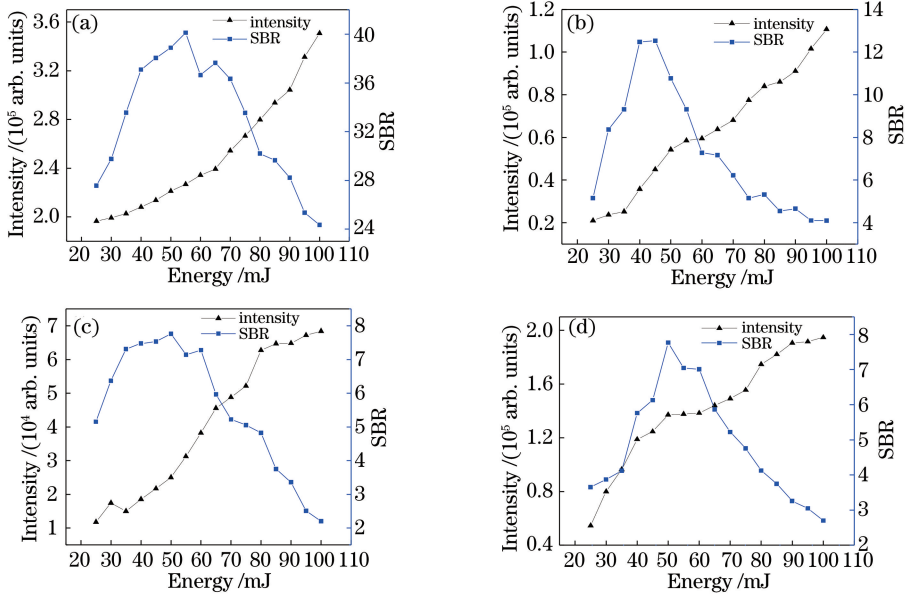 (a)
intensity
SBR
3.6
3.2
2.8
2.4
2.0
40
36
32
28
24
Intensity /(10⁵ arb. units)
SBR
20 30 40 50 60 70 80 90 100 110
Energy /mJ
(b)
intensity
SBR
1.2
1.0
0.8
0.6
0.4
0.2
14
12
10
8
6
4
Intensity /(10⁵ arb. units)
SBR
20 30 40 50 60 70 80 90 100 110
Energy /mJ
(c)
intensity
SBR
7
6
5
4
3
2
1
8
7
6
5
4
3
2
Intensity /(10⁴ arb. units)
SBR
20 30 40 50 60 70 80 90 100 110
Energy /mJ
(d)
intensity
SBR
2.0
1.6
1.2
0.8
0.4
8
7
6
5
4
3
2
Intensity /(10⁵ arb. units)
SBR
20 30 40 50 60 70 80 90 100 110
Energy /mJ